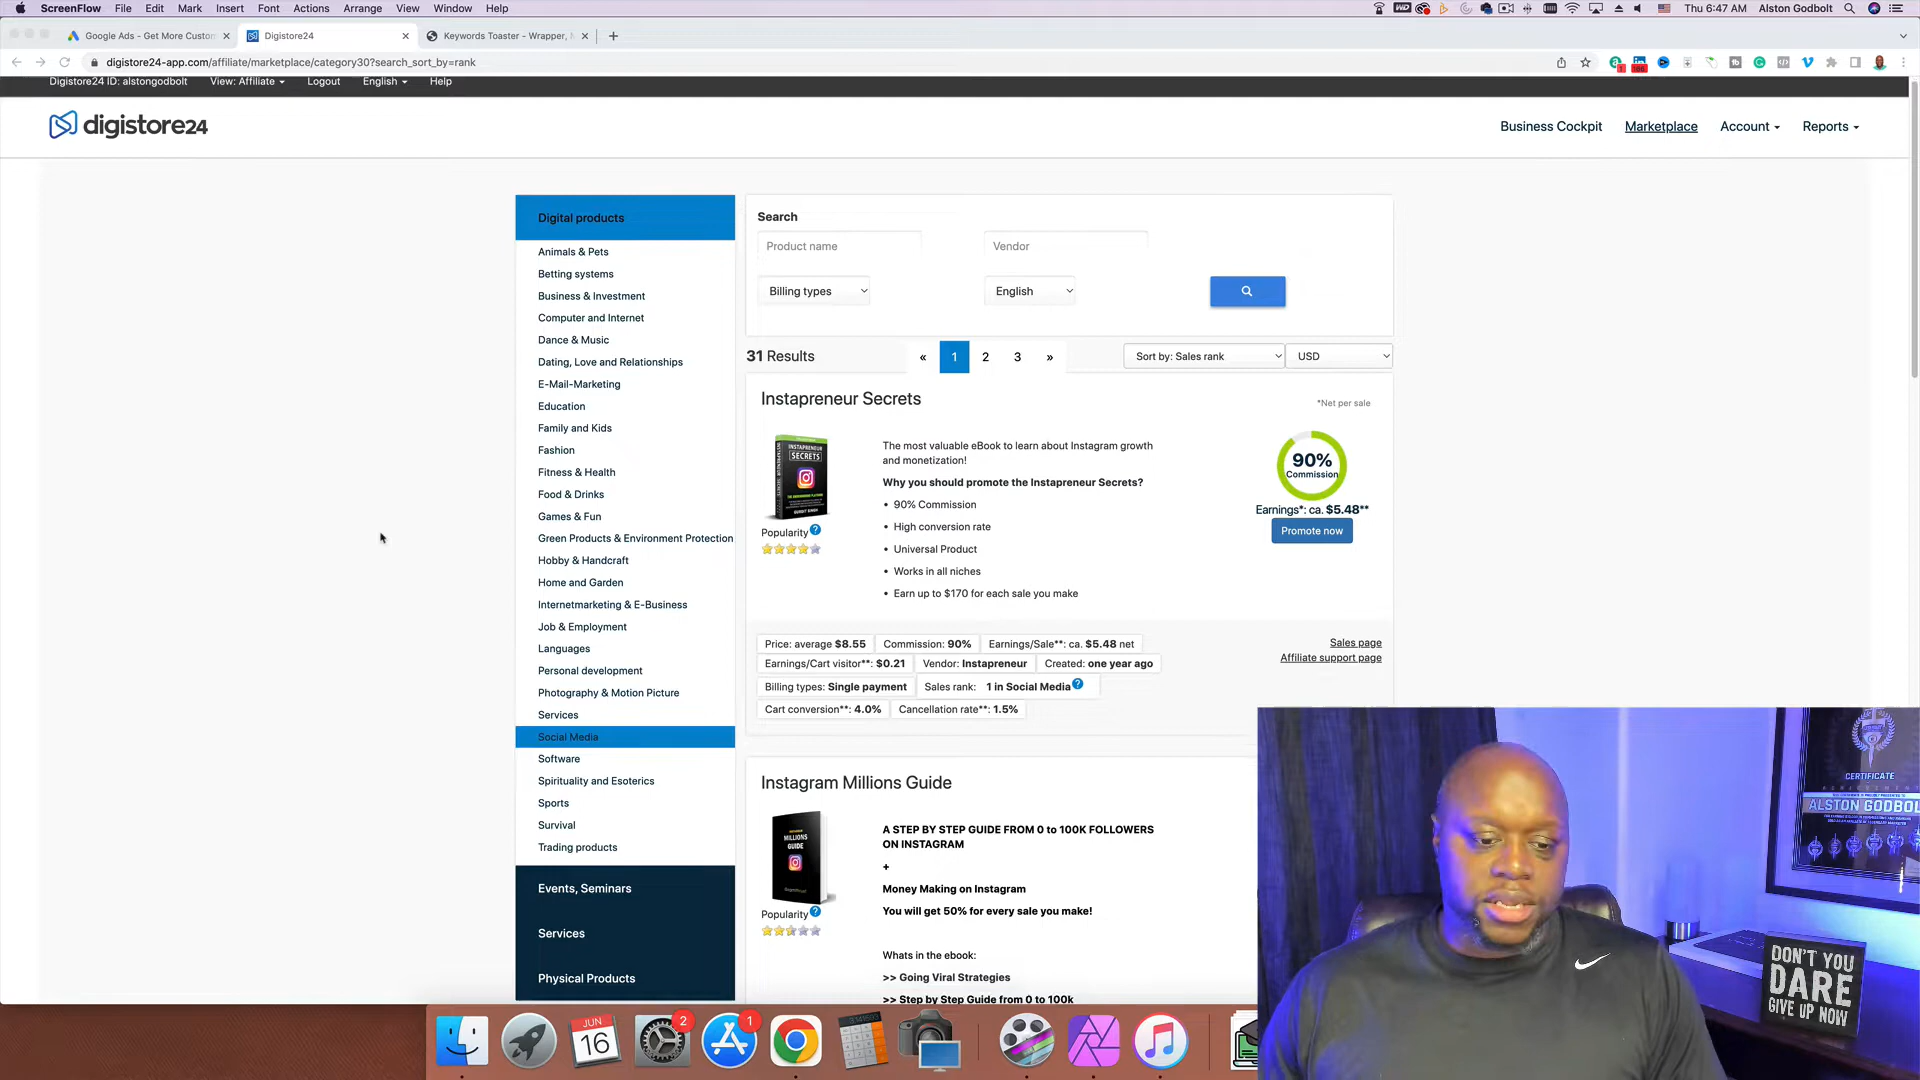 ScreenFlow File Edit Mark Insert Font Actions Arrange View Window Help
Thu 6:47 AM Alston Godbolt
Google Ads - Get More Custom
Digistore24
Keywords Toaster - Wrapper,
digistore24-app.com/affiliate/marketplace/category30?search_sort_by=rank
Digistore24 ID: alstongodbolt View: Affiliate Logout English Help
digistore24
Business Cockpit Marketplace Account Reports
Digital products
Animals & Pets
Betting systems
Business & Investment
Computer and Internet
Dance & Music
Dating, Love and Relationships
E-Mail-Marketing
Education
Family and Kids
Fashion
Fitness & Health
Food & Drinks
Games & Fun
Green Products & Environment Protection
Hobby & Handcraft
Home and Garden
Internetmarketing & E-Business
Job & Employment
Languages
Personal development
Photography & Motion Picture
Services
Social Media
Software
Spirituality and Esoterics
Sports
Survival
Trading products
Events, Seminars
Services
Physical Products
Search
Product name Vendor
Billing types English
31 Results « 1 2 3 » Sort by: Sales rank USD
Instapreneur Secrets
*Net per sale
INSTAPRENEUR
SECRETS
The most valuable eBook to learn about Instagram growth
and monetization!
Why you should promote the Instapreneur Secrets?
• 90% Commission
• High conversion rate
• Universal Product
• Works in all niches
• Earn up to $170 for each sale you make
Popularity ?
90%
Commission
Earnings*: ca. $5.48**
Promote now
Price: average $8.55 Commission: 90% Earnings/Sale**: ca. $5.48 net
Earnings/Cart visitor**: $0.21 Vendor: Instapreneur Created: one year ago
Billing types: Single payment Sales rank: 1 in Social Media ?
Cart conversion**: 4.0% Cancellation rate**: 1.5%
Sales page
Affiliate support page
Instagram Millions Guide
MILLIONS
GUIDE
A STEP BY STEP GUIDE FROM 0 to 100K FOLLOWERS
ON INSTAGRAM
+
Money Making on Instagram
You will get 50% for every sale you make!
Popularity ?
Whats in the ebook:
>> Going Viral Strategies
>> Step by Step Guide from 0 to 100k
CERTIFICATE
ALSTON GODBOL
DON'T YOU
DARE
GIVE UP NOW
JUN
16
2
1